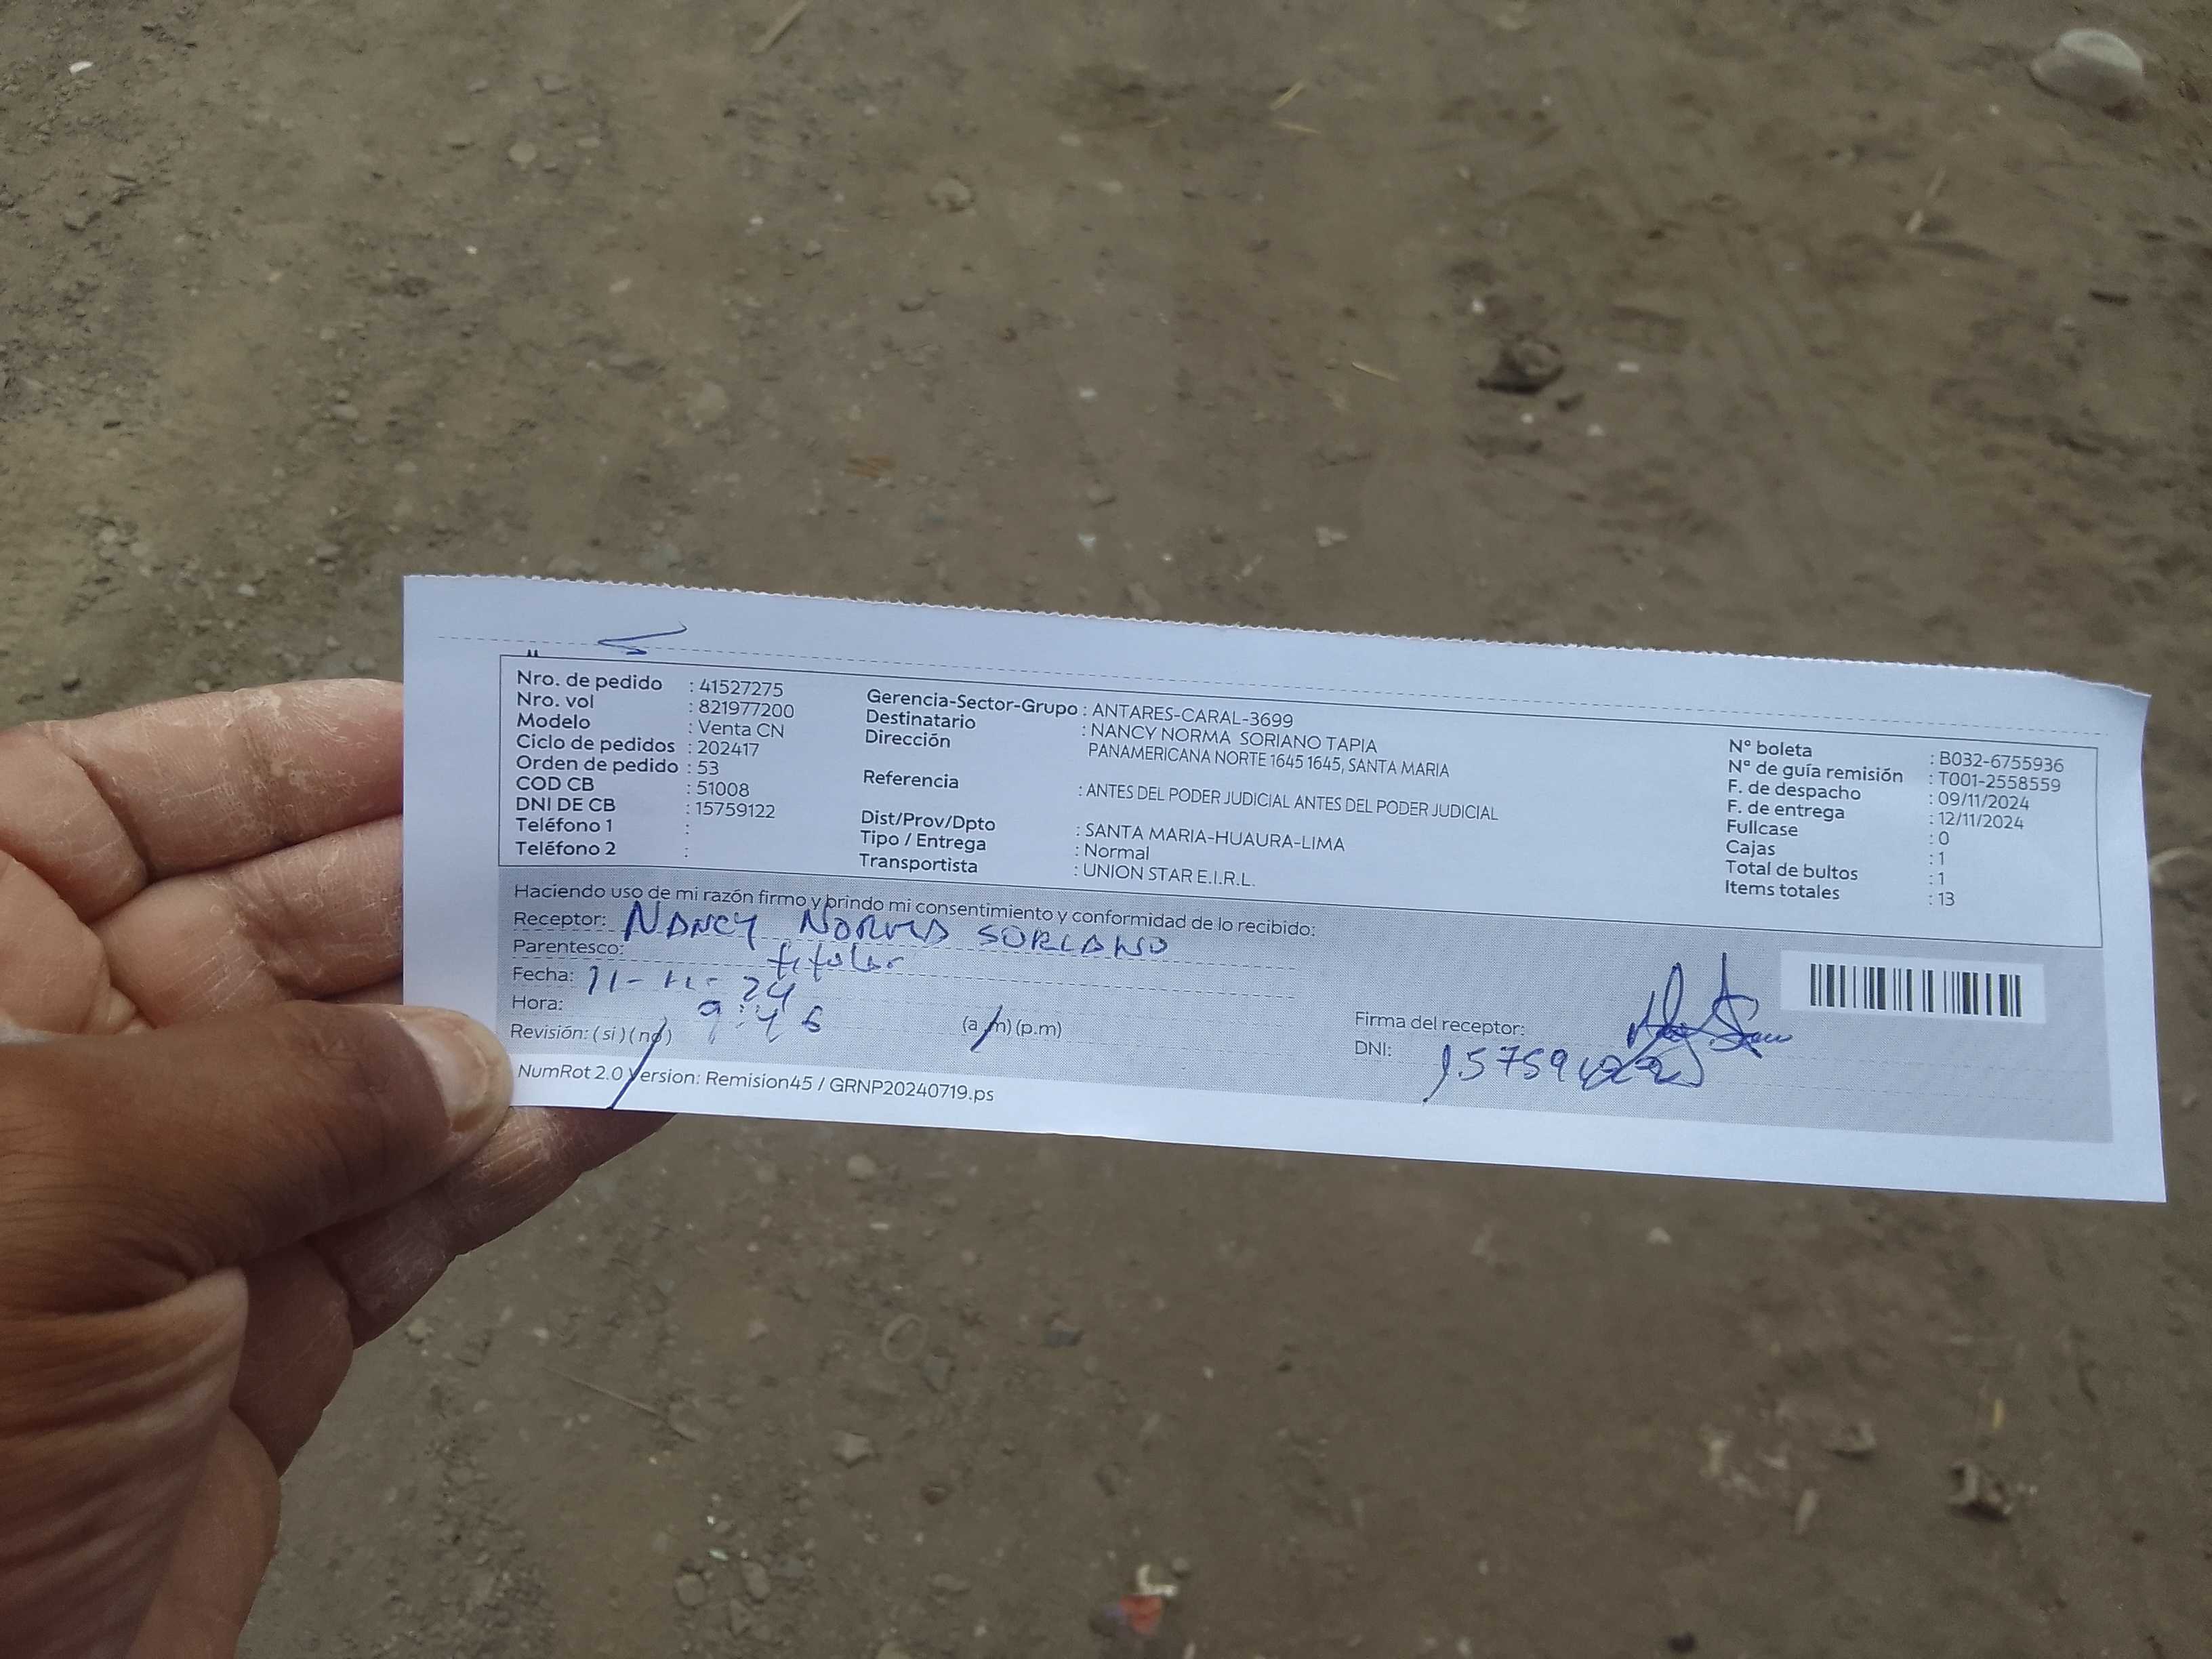 Nro. de pedido : 41527275
Nro. vol : 821977200
Modelo : Venta CN
Ciclo de pedidos : 202417
Orden de pedido : 53
COD CB : 51008
DNI DE CB : 15759122
Teléfono 1 :
Teléfono 2 :
Gerencia-Sector-Grupo : ANTARES-CARAL-3699
Destinatario : NANCY NORMA SORIANO TAPIA
Dirección PANAMERICANA NORTE 1645 1645, SANTA MARIA
Referencia : ANTES DEL PODER JUDICIAL ANTES DEL PODER JUDICIAL
Dist/Prov/Dpto : SANTA MARIA-HUAURA-LIMA
Tipo / Entrega : Normal
Transportista : UNION STAR E.I.R.L.
N° boleta : B032-6755936
N° de guía remisión : T001-2558559
F. de despacho : 09/11/2024
F. de entrega : 12/11/2024
Fullcase : 0
Cajas : 1
Total de bultos : 1
Items totales : 13
Haciendo uso de mi razón firmo y brindo mi consentimiento y conformidad de lo recibido:
Receptor: NANCY NORMA SORIANO
Parentesco: titular
Fecha: 11-11-24
Hora: 9:46 (a.m) (p.m)
Revisión: (si) (no)
Firma del receptor:
DNI:
NumRot 2.0 Version: Remision45 / GRNP20240719.ps